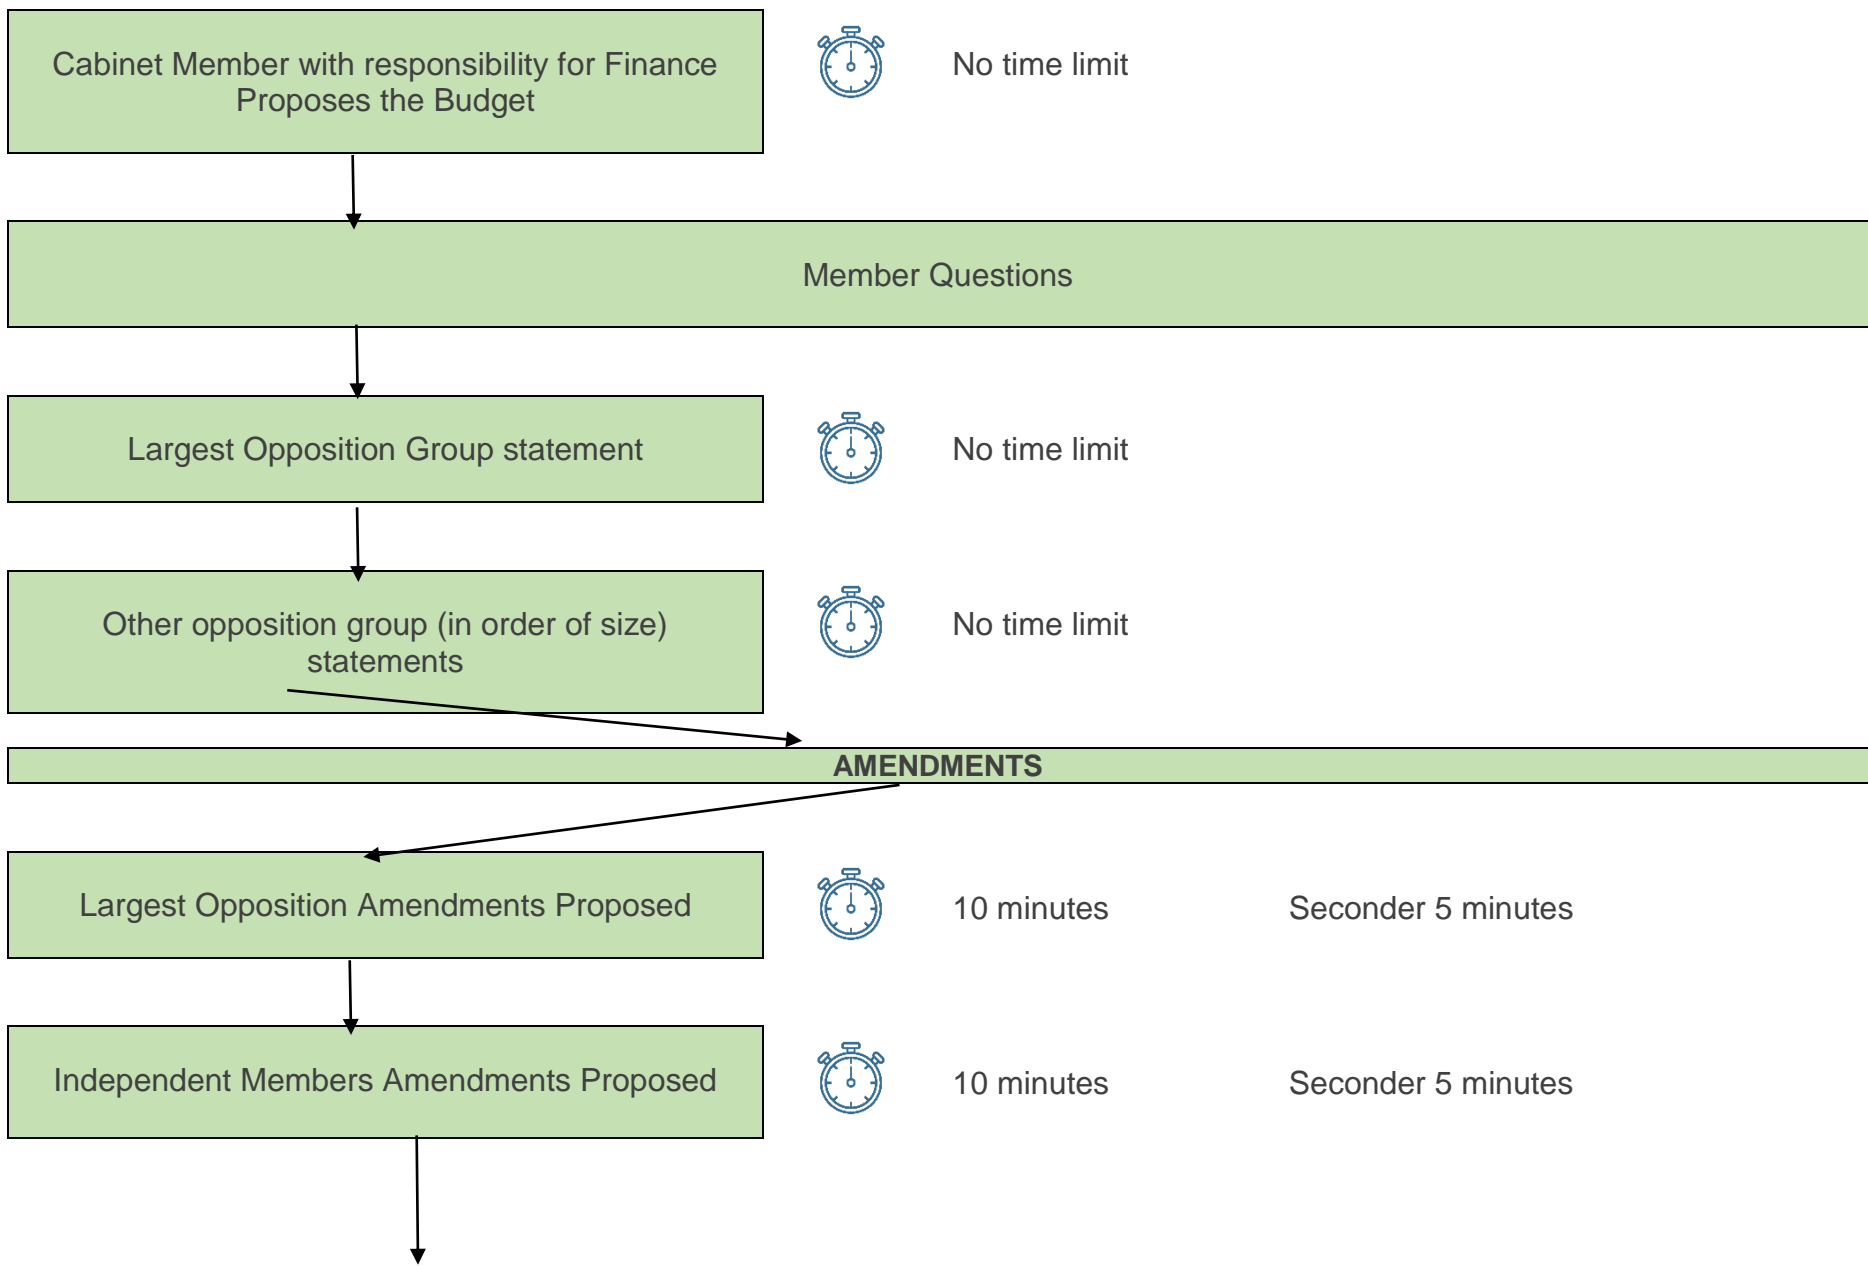 Cabinet Member with responsibility for Finance
Proposes the Budget
No time limit
Member Questions
Largest Opposition Group statement
No time limit
Other opposition group (in order of size)
statements
No time limit
AMENDMENTS
Largest Opposition Amendments Proposed
10 minutes
Seconder 5 minutes
Independent Members Amendments Proposed
10 minutes
Seconder 5 minutes